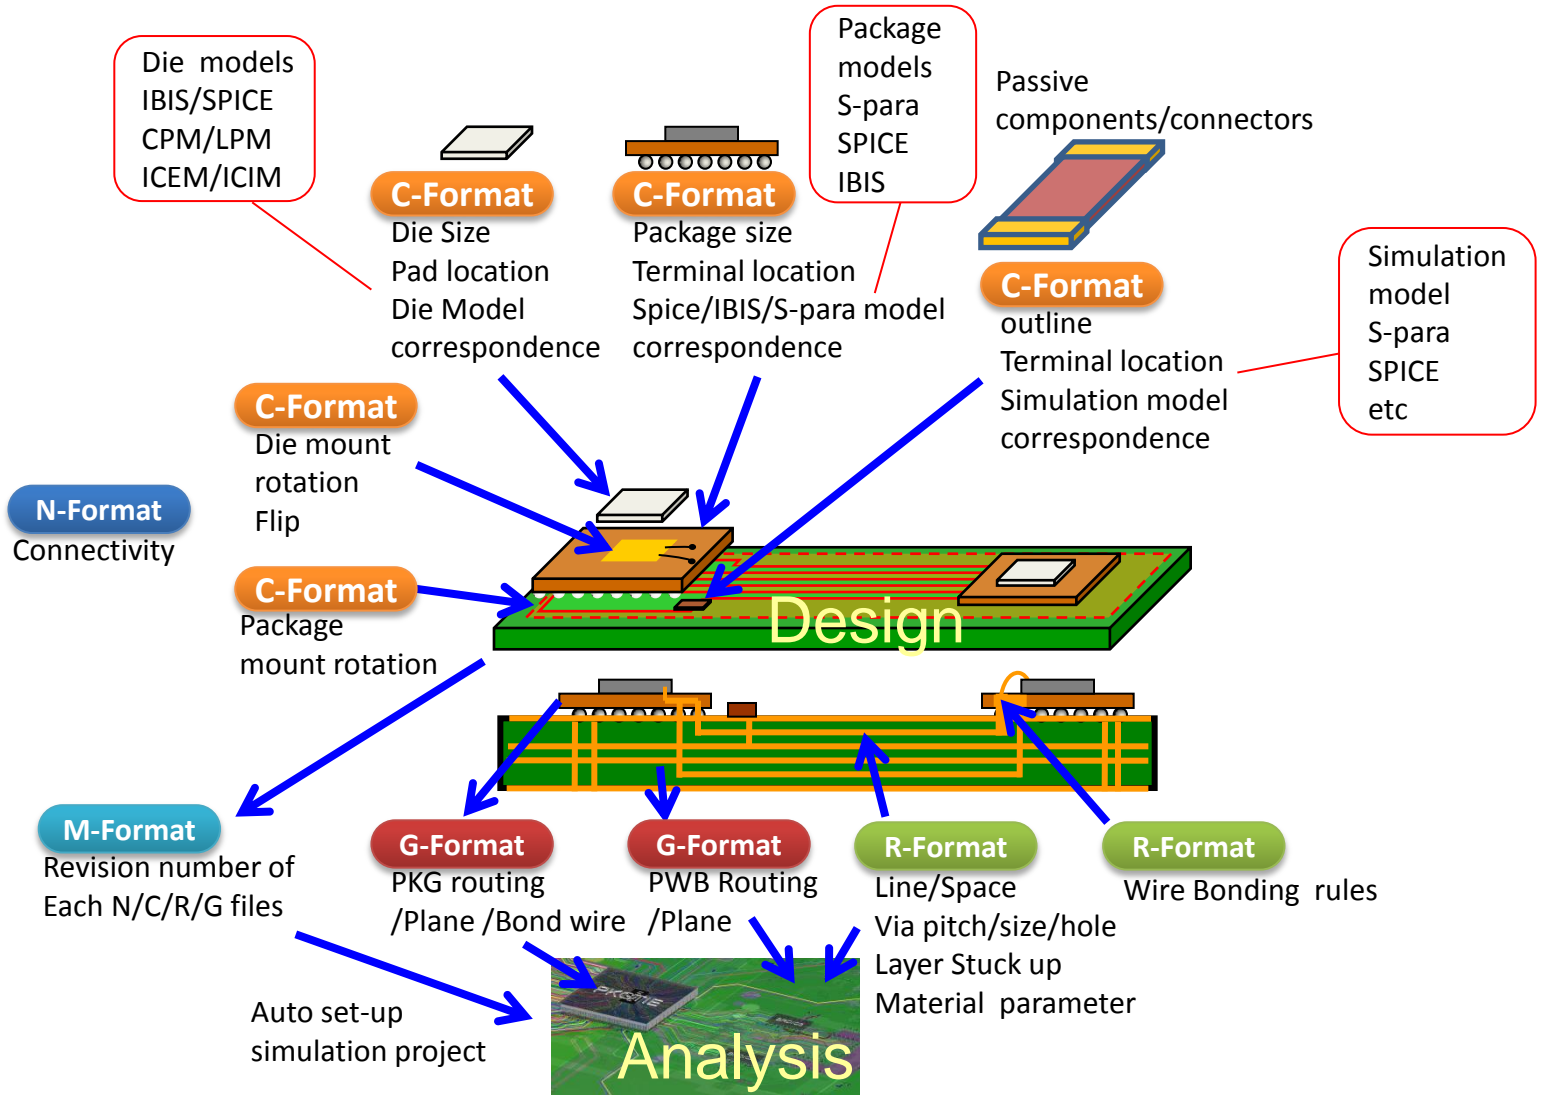 Die models
IBIS/SPICE
CPM/LPM
ICEM/ICIM
Package
models
S-para
SPICE
IBIS
Passive
components/connectors
C-Format
Die Size
Pad location
Die Model
correspondence
C-Format
Package size
Terminal location
Spice/IBIS/S-para model
correspondence
C-Format
outline
Terminal location
Simulation model
correspondence
Simulation
model
S-para
SPICE
etc
C-Format
Die mount
rotation
Flip
N-Format
Connectivity
C-Format
Package
mount rotation
Design
M-Format
Revision number of
Each N/C/R/G files
G-Format
PKG routing
/Plane /Bond wire
G-Format
PWB Routing
/Plane
R-Format
Line/Space
Via pitch/size/hole
Layer Stuck up
Material parameter
R-Format
Wire Bonding rules
Auto set-up
simulation project
Analysis